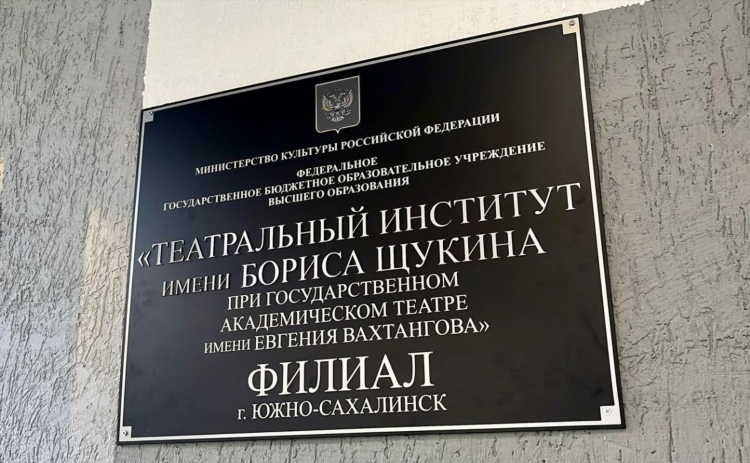 МИНИСТЕРСТВО КУЛЬТУРЫ РОССИЙСКОЙ ФЕДЕРАЦИИ
ФЕДЕРАЛЬНОЕ
ГОСУДАРСТВЕННОЕ БЮДЖЕТНОЕ ОБРАЗОВАТЕЛЬНОЕ УЧРЕЖДЕНИЕ
ВЫСШЕГО ОБРАЗОВАНИЯ
«ТЕАТРАЛЬНЫЙ ИНСТИТУТ
ИМЕНИ БОРИСА ЩУКИНА
ПРИ ГОСУДАРСТВЕННОМ
АКАДЕМИЧЕСКОМ ТЕАТРЕ
ИМЕНИ ЕВГЕНИЯ ВАХТАНГОВА»
ФИЛИАЛ
г. ЮЖНО-САХАЛИНСК